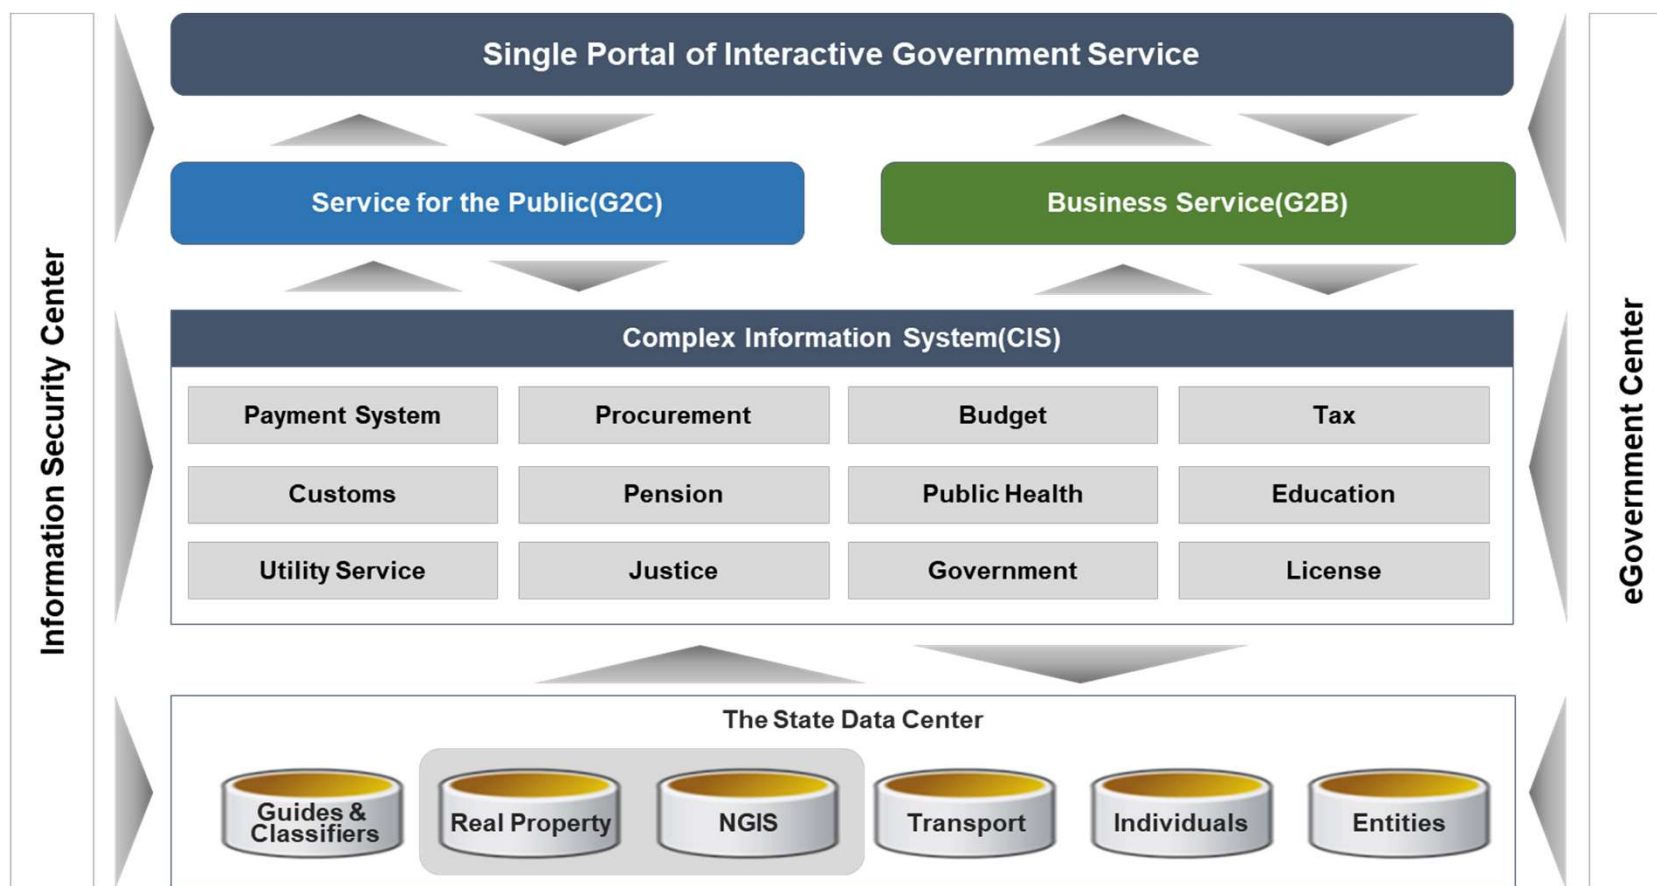 Single Portal of Interactive Government Service
Service for the Public(G2C)
Business Service(G2B)
Information Security Center
eGovernment Center
Complex Information System(CIS)
Payment System
Procurement
Budget
Tax
Customs
Pension
Public Health
Education
Utility Service
Justice
Government
License
The State Data Center
Guides &
Classifiers
Real Property
NGIS
Transport
Individuals
Entities